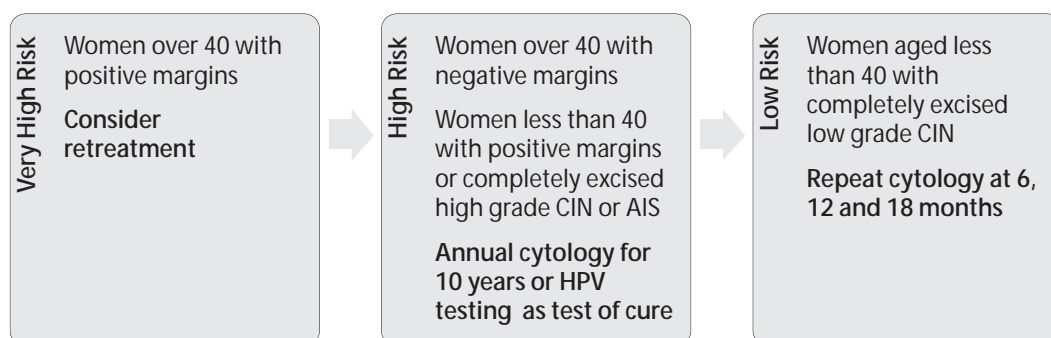 Very High Risk
Women over 40 with
positive margins
Consider
retreatment
High Risk
Women over 40 with
negative margins
Women less than 40
with positive margins
or completely excised
high grade CIN or AIS
Annual cytology for
10 years or HPV
testing as test of cure
Low Risk
Women aged less
than 40 with
completely excised
low grade CIN
Repeat cytology at 6,
12 and 18 months